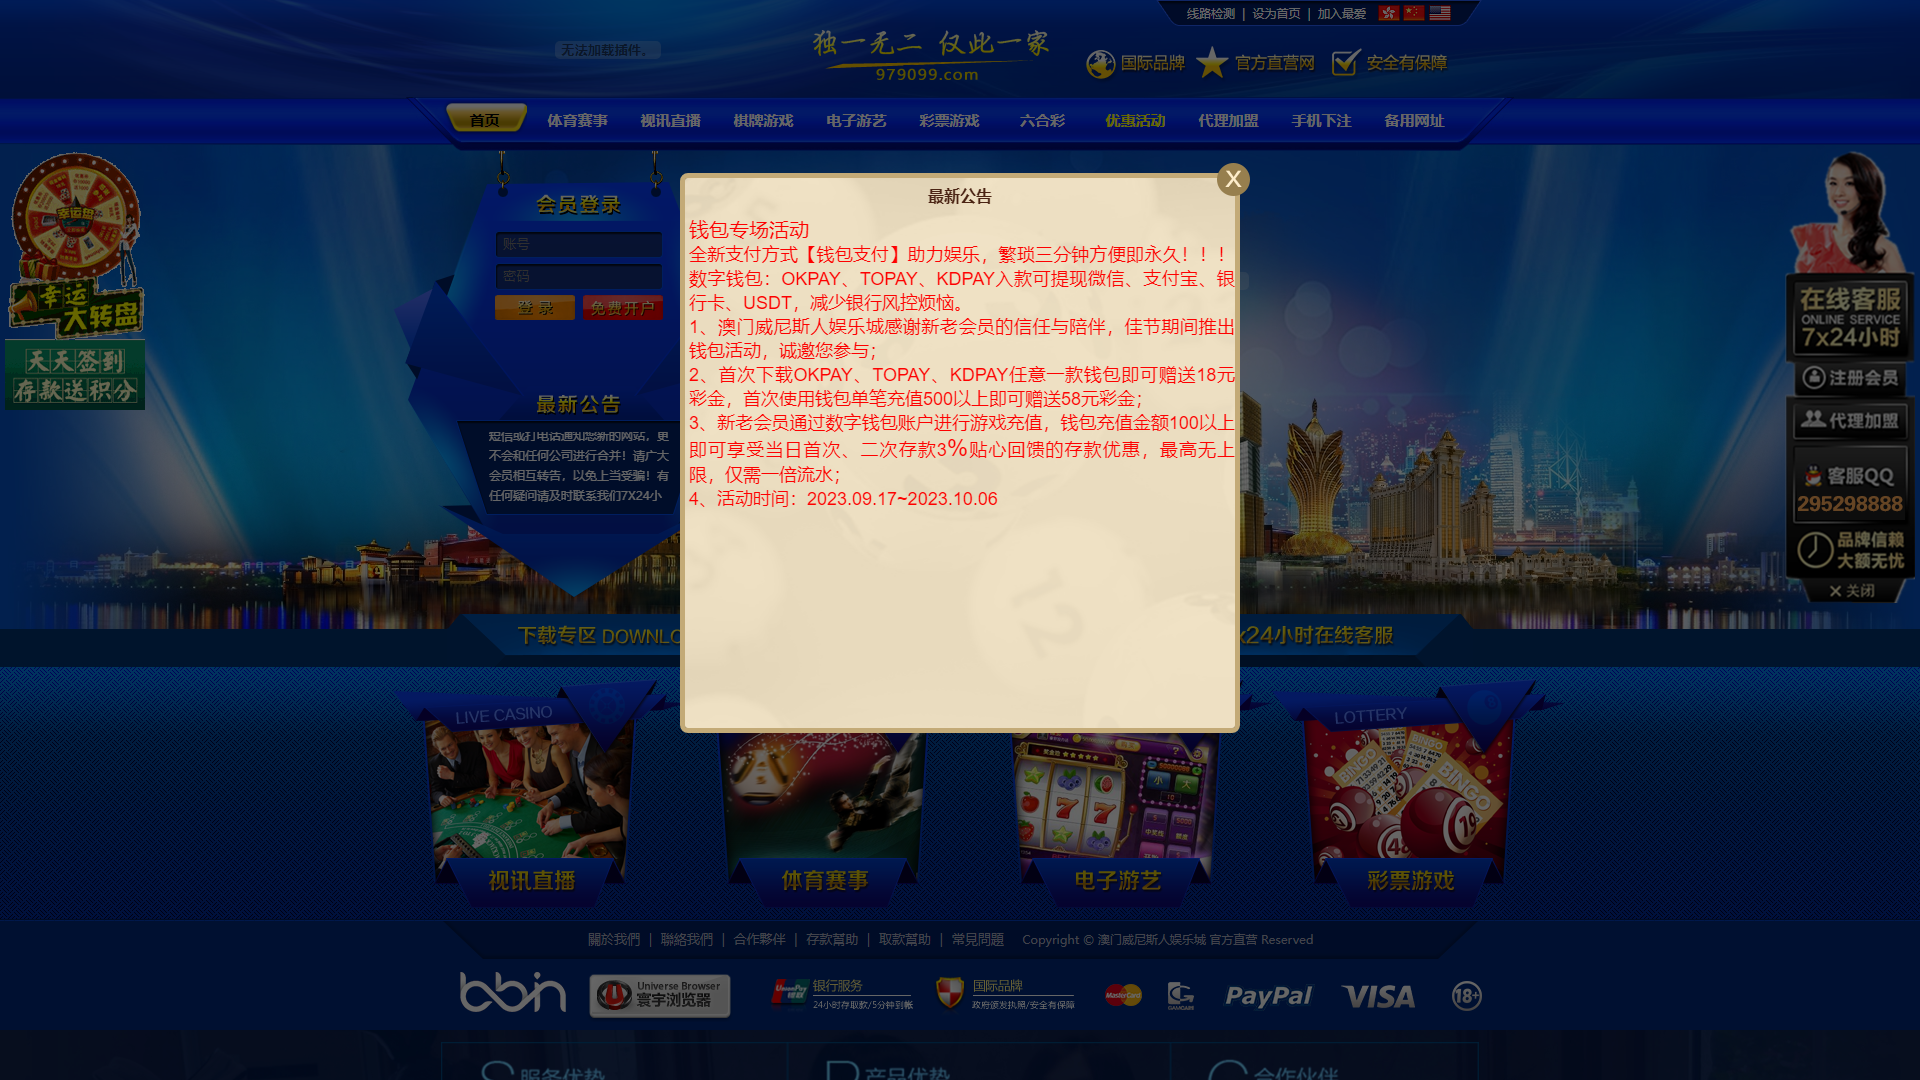 线路检测 | 设为首页 | 加入最爱
无法加载插件。
独一无二 仅此一家
979099.com
国际品牌
官方直营网
安全有保障
首页
体育赛事
视讯直播
棋牌游戏
电子游艺
彩票游戏
六合彩
优惠活动
代理加盟
手机下注
备用网址
幸运盘
幸运
大转盘
天天签到
存款送积分
会员登录
账号
密码
登 录
免费开户
最新公告
短信或打电话通知您新的网站，更
不会和任何公司进行合并！请广大
会员相互转告，以免上当受骗！有
任何疑问请及时联系我们7X24小
最新公告
X
钱包专场活动
全新支付方式【钱包支付】助力娱乐，繁琐三分钟方便即永久！！！
数字钱包：OKPAY、TOPAY、KDPAY入款可提现微信、支付宝、银
行卡、USDT，减少银行风控烦恼。
1、澳门威尼斯人娱乐城感谢新老会员的信任与陪伴，佳节期间推出
钱包活动，诚邀您参与；
2、首次下载OKPAY、TOPAY、KDPAY任意一款钱包即可赠送18元
彩金，首次使用钱包单笔充值500以上即可赠送58元彩金；
3、新老会员通过数字钱包账户进行游戏充值，钱包充值金额100以上
即可享受当日首次、二次存款3%贴心回馈的存款优惠，最高无上
限，仅需一倍流水；
4、活动时间：2023.09.17~2023.10.06
在线客服
ONLINE SERVICE
7x24小时
注册会员
代理加盟
客服QQ
295298888
品牌信赖
大额无忧
关闭
下载专区 DOWNLO
x24小时在线客服
LIVE CASINO
LOTTERY
视讯直播
体育赛事
电子游艺
彩票游戏
關於我們 | 聯絡我們 | 合作夥伴 | 存款幫助 | 取款幫助 | 常見問題 Copyright © 澳门威尼斯人娱乐城 官方直营 Reserved
bbin
Universe Browser
寰宇浏览器
UnionPay
银联
银行服务
24小时存取款/5分钟到帐
国际品牌
政府颁发执照/安全有保障
MasterCard
PayPal
VISA
18+
服务优势
产品优势
合作伙伴